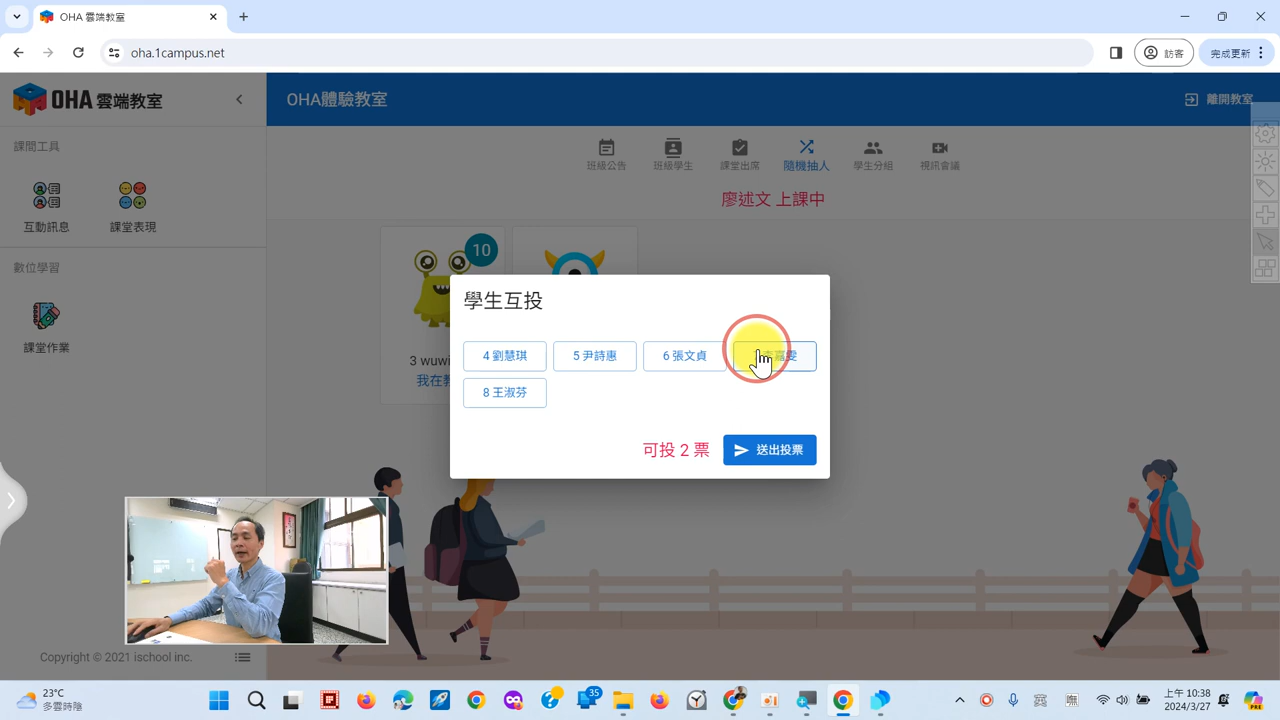 OHA 雲端教室
oha.1campus.net
訪客
完成更新
OHA 雲端教室
OHA體驗教室
離開教室
課間工具
互動訊息
課堂表現
班級公告
班級學生
課堂出席
隨機抽人
學生分組
視訊會議
廖述文 上課中
數位學習
課堂作業
10
3 wuwi
我在教
學生互投
4 劉慧琪
5 尹詩惠
6 張文貞
李嘉雯
8 王淑芬
可投 2 票
送出投票
Copyright © 2021 ischool inc.
23°C
多雲時陰
35
上午 10:38
2024/3/27
PRE